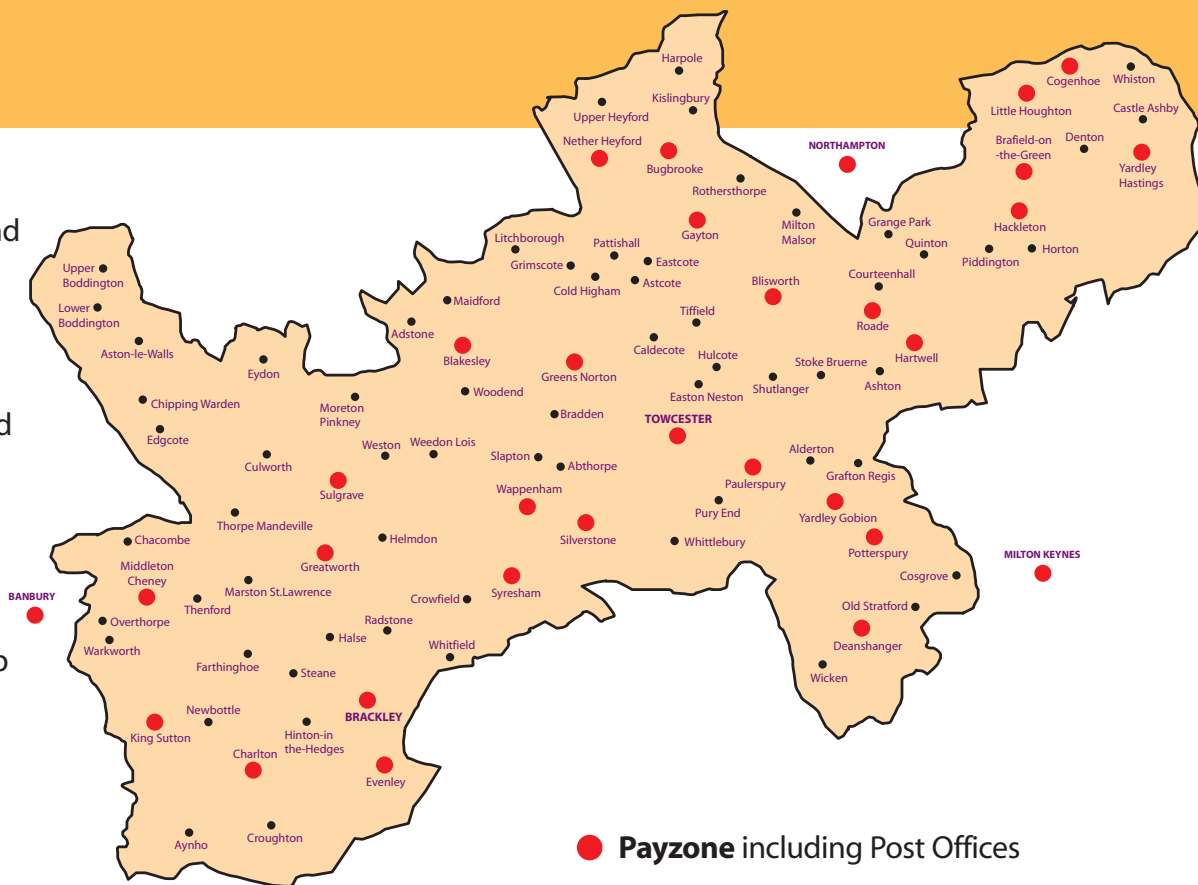 Harpole
Cogenhoe
Whiston
Kislingbury
Upper Heyford
Little Houghton
Castle Ashby
Nether Heyford
NORTHAMPTON
Brafield-on
-the-Green
Denton
Bugbrooke
Yardley
Hastings
Rothersthorpe
nd
Litchborough
Pattishall
Gayton
Milton
Malsor
Grange Park
Hackleton
Quinton
Piddington
Horton
Upper
Boddington
Grimscote
Eastcote
Cold Higham
Astcote
Blisworth
Courteenhall
Lower
Boddington
Maidford
Tiffield
Roade
Aston-le-Walls
Adstone
Caldecote
Hartwell
Eydon
Blakesley
Greens Norton
Hulcote
Stoke Bruerne
Ashton
Chipping Warden
Moreton
Pinkney
Woodend
Easton Neston
Shutlanger
d
Edgcote
Bradden
TOWCESTER
Culworth
Weston
Weedon Lois
Slapton
Abthorpe
Alderton
Grafton Regis
Sulgrave
Wappenham
Paulerspury
Thorpe Mandeville
Pury End
Yardley Gobion
Chacombe
Helmdon
Silverstone
Whittlebury
Potterspury
MILTON KEYNES
Middleton
Cheney
Greatworth
Cosgrove
BANBURY
Marston St.Lawrence
Syresham
Thenford
Crowfield
Old Stratford
Overthorpe
Radstone
Warkworth
Halse
Whitfield
Deanshanger
o
Farthinghoe
Steane
Wicken
Newbottle
BRACKLEY
King Sutton
Hinton-in
the-Hedges
Charlton
Evenley
Aynho
Croughton
Payzone including Post Offices